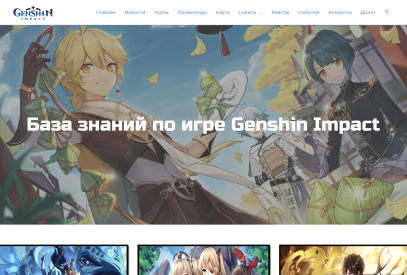 GENSHIN
IMPACT
Главная Новости Гайды Промокоды Карта Советы Квесты События Аккаунты Донат
База знаний по игре Genshin Impact